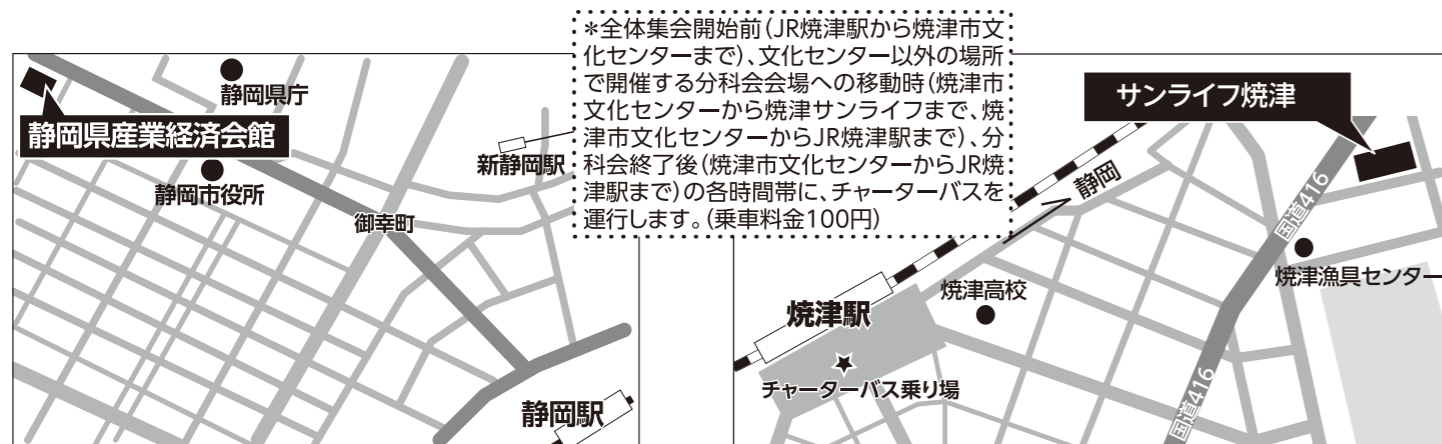 *全体集会開始前(JR焼津駅から焼津市文
化センターまで)、文化センター以外の場所
で開催する分科会会場への移動時(焼津市
文化センターから焼津サンライフまで、焼
津市文化センターからJR焼津駅まで)、分
科会終了後(焼津市文化センターからJR焼
津駅まで)の各時間帯に、チャーターバスを
運行します。(乗車料金100円)
静岡県庁
静岡県産業経済会館
新静岡駅
静岡市役所
御幸町
静岡駅
サンライフ焼津
静岡
国道416
焼津漁具センター
焼津高校
焼津駅
チャーターバス乗り場
国道416